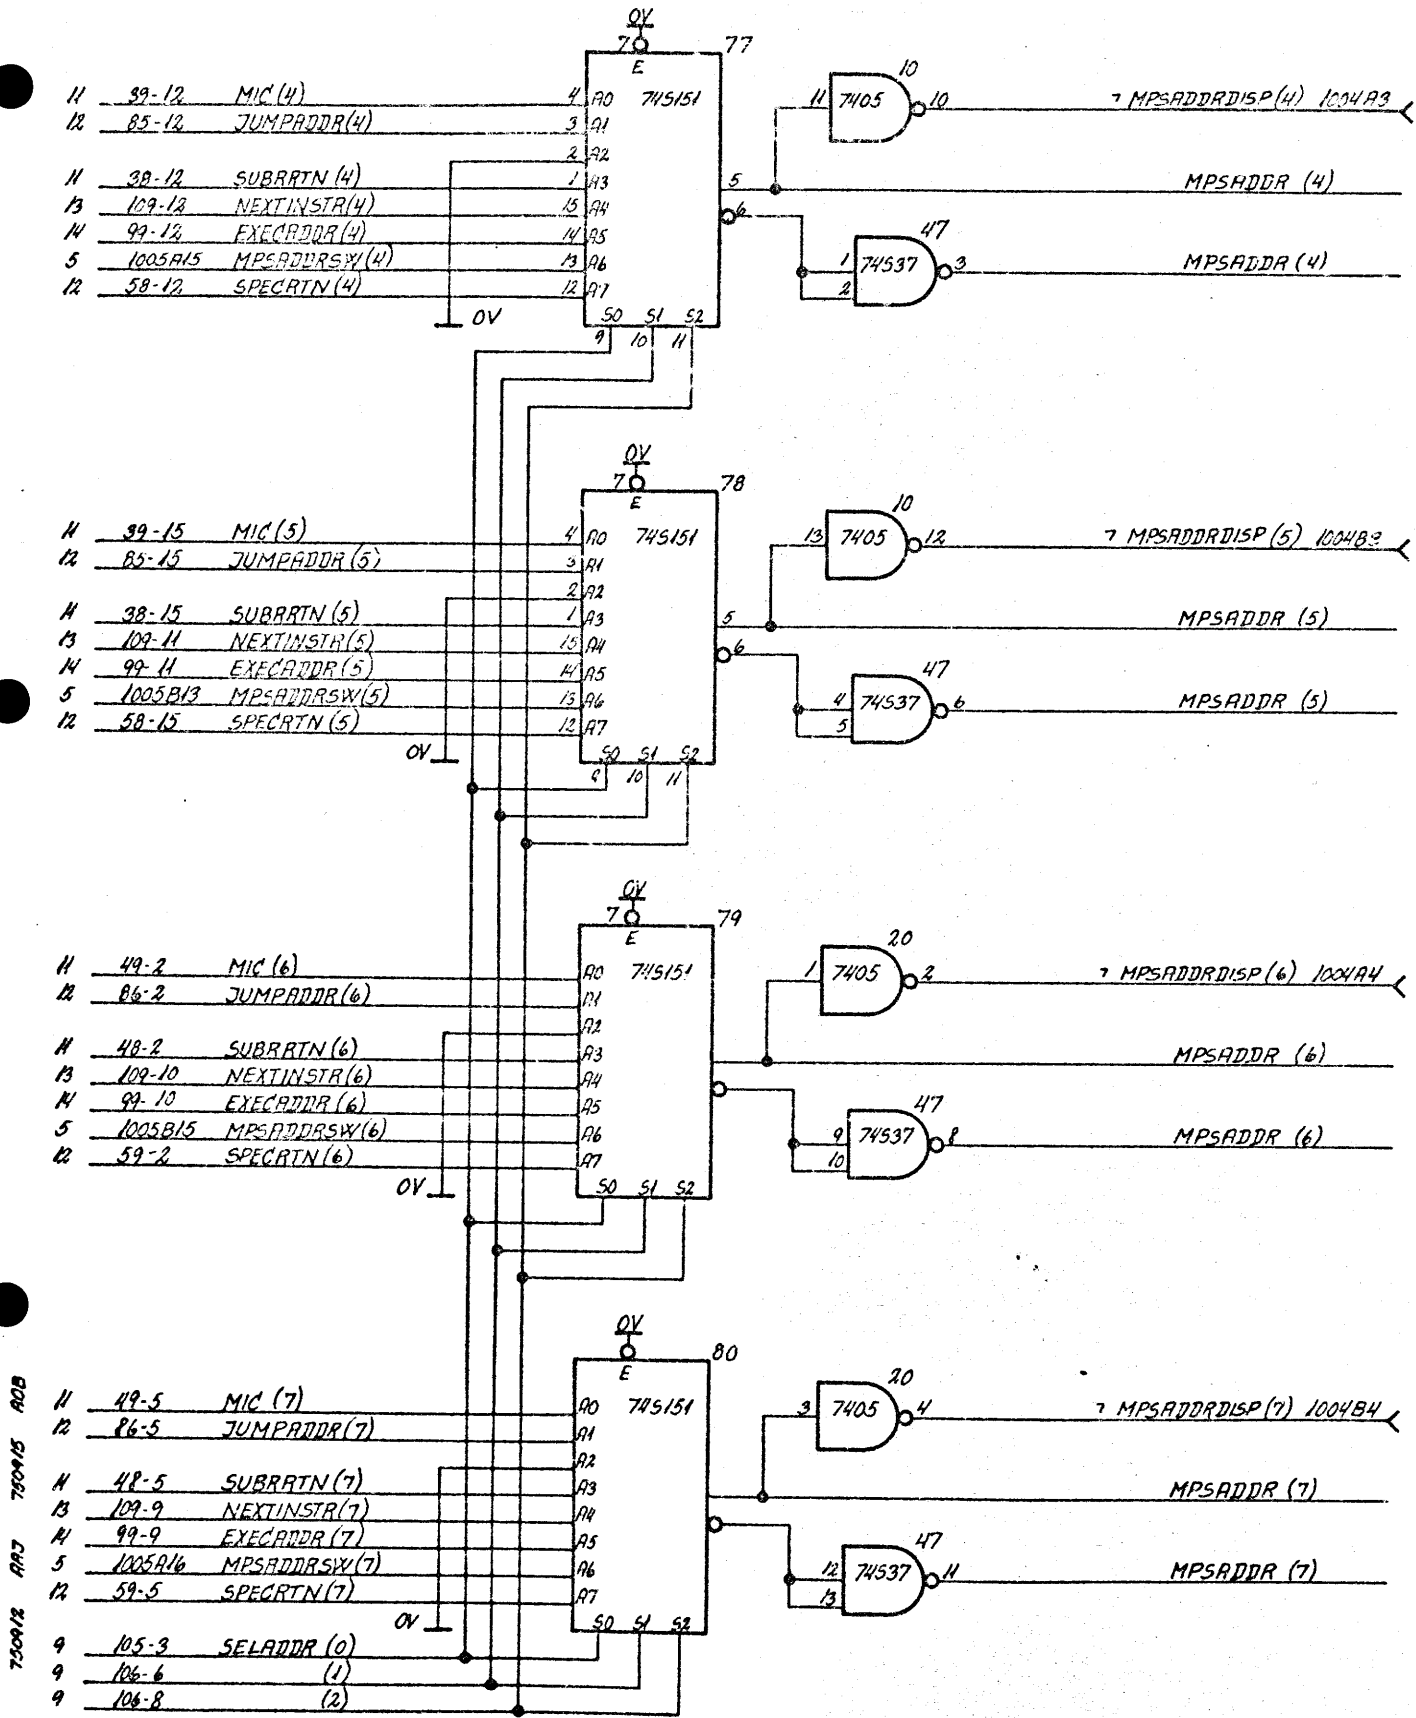 0V
7 77
E
11 39-12 MIC (4) 4 A0 74S151
12 85-12 JUMPADDR (4) 3 A1
2 A2
11 38-12 SUBRRTN (4) 1 A3
13 109-12 NEXTINSTR (4) 15 A4
14 99-12 EXECADDR (4) 14 A5
5 1005A15 MPSADDRSW (4) 13 A6
12 58-12 SPECRTN (4) 12 A7
0V
S0 S1 S2
9 10 11
5
6
10
11 7405 10 ¬ MPSADDRDISP (4) 1004A3
MPSADDR (4)
47
1 74S37 3 MPSADDR (4)
2
0V
7 78
E
11 39-15 MIC (5) 4 A0 74S151
12 85-15 JUMPADDR (5) 3 A1
2 A2
11 38-15 SUBRRTN (5) 1 A3
13 109-11 NEXTINSTR (5) 15 A4
14 99-11 EXECADDR (5) 14 A5
5 1005B13 MPSADDRSW (5) 13 A6
12 58-15 SPECRTN (5) 12 A7
0V
S0 S1 S2
9 10 11
5
6
10
13 7405 12 ¬ MPSADDRDISP (5)
MPSADDR (5)
47
4 74S37 6 MPSADDR (5)
5
0V
7 79
E
11 49-2 MIC (6) A0 74S151
12 86-2 JUMPADDR (6) A1
A2
11 48-2 SUBRRTN (6) A3
13 109-10 NEXTINSTR (6) A4
14 99-10 EXECADDR (6) A5
5 1005B15 MPSADDRSW (6) A6
12 59-2 SPECRTN (6) A7
0V
S0 S1 S2
20
1 7405 2 ¬ MPSADDRDISP (6) 1004A4
MPSADDR (6)
47
9 74S37 8 MPSADDR (6)
10
0V
80
E
11 49-5 MIC (7) A0 74S151
12 86-5 JUMPADDR (7) A1
A2
11 48-5 SUBRRTN (7) A3
13 109-9 NEXTINSTR (7) A4
14 99-9 EXECADDR (7) A5
5 1005A16 MPSADDRSW (7) A6
12 59-5 SPECRTN (7) A7
0V
S0 S1 S2
20
3 7405 4 ¬ MPSADDRDISP (7) 1004B4
MPSADDR (7)
47
12 74S37 11 MPSADDR (7)
13
9 105-3 SELADDR (0)
9 106-6 (1)
9 106-8 (2)
750912 AAJ 750915 AOB